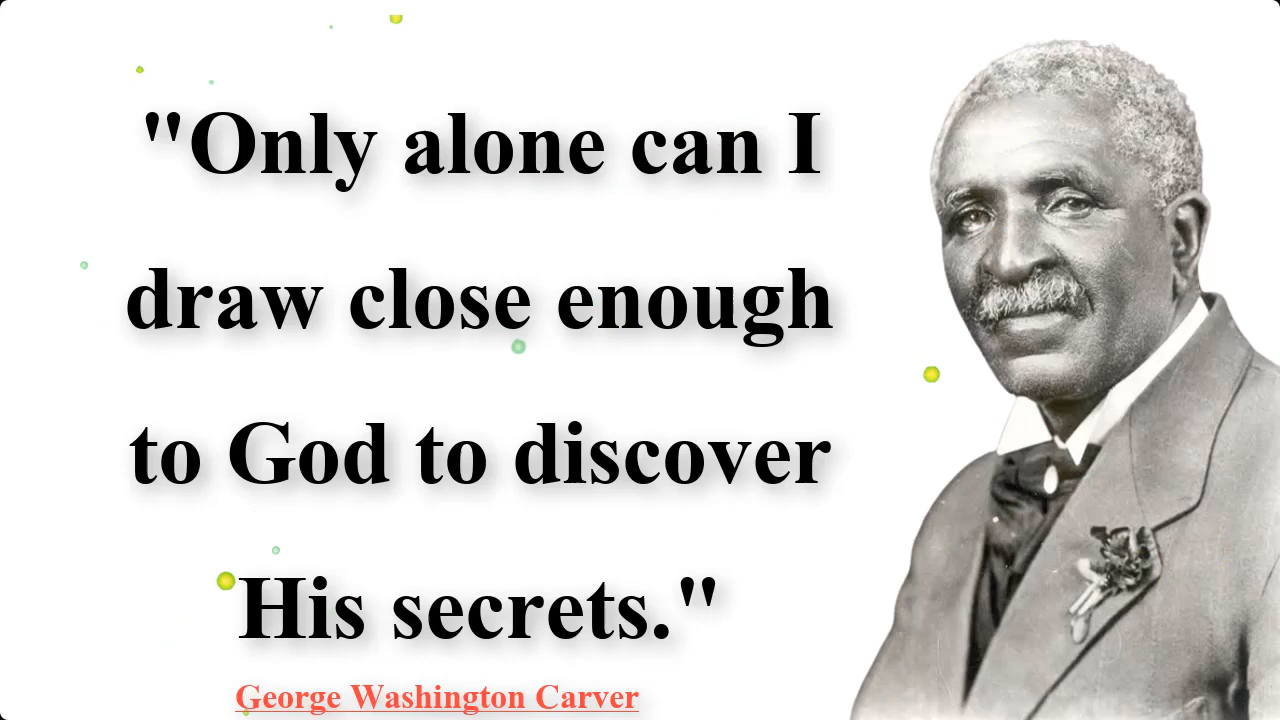 "Only alone can I
draw close enough
to God to discover
His secrets."
George Washington Carver